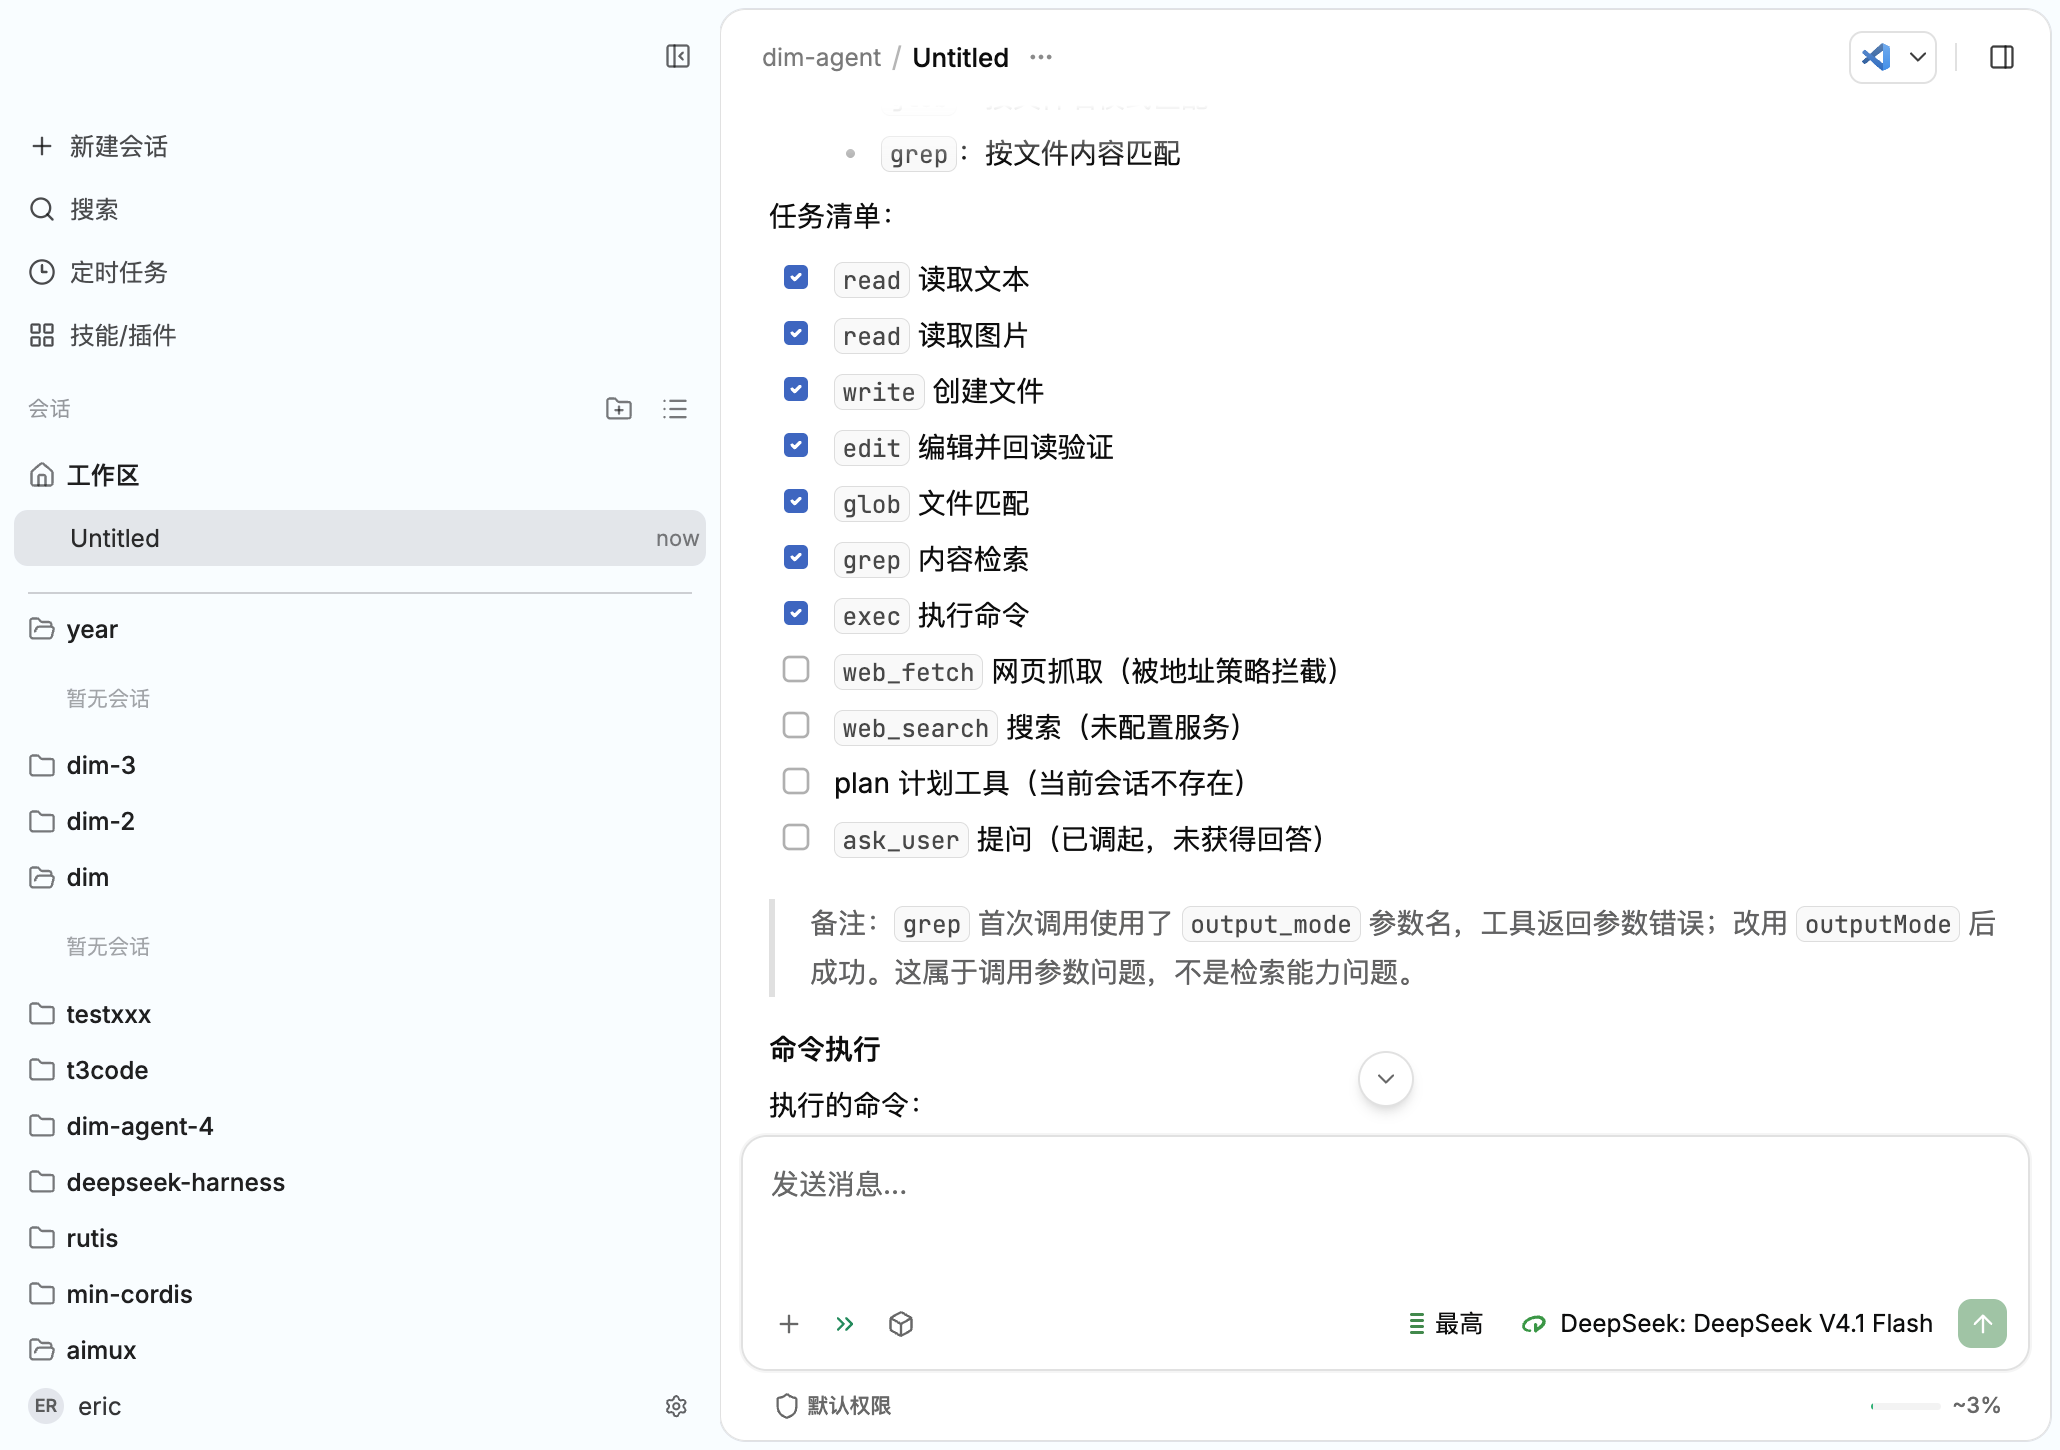 新建会话
搜索
定时任务
技能/插件
会话
工作区
Untitled now
year
暂无会话
dim-3
dim-2
dim
暂无会话
testxxx
t3code
dim-agent-4
deepseek-harness
rutis
min-cordis
aimux
ER eric
dim-agent / Untitled ...
grep：按文件内容匹配
任务清单：
read 读取文本
read 读取图片
write 创建文件
edit 编辑并回读验证
glob 文件匹配
grep 内容检索
exec 执行命令
web_fetch 网页抓取（被地址策略拦截）
web_search 搜索（未配置服务）
plan 计划工具（当前会话不存在）
ask_user 提问（已调起，未获得回答）
备注：grep 首次调用使用了 output_mode 参数名，工具返回参数错误；改用 outputMode 后
成功。这属于调用参数问题，不是检索能力问题。
命令执行
执行的命令：
发送消息...
最高 DeepSeek: DeepSeek V4.1 Flash
默认权限 ~3%